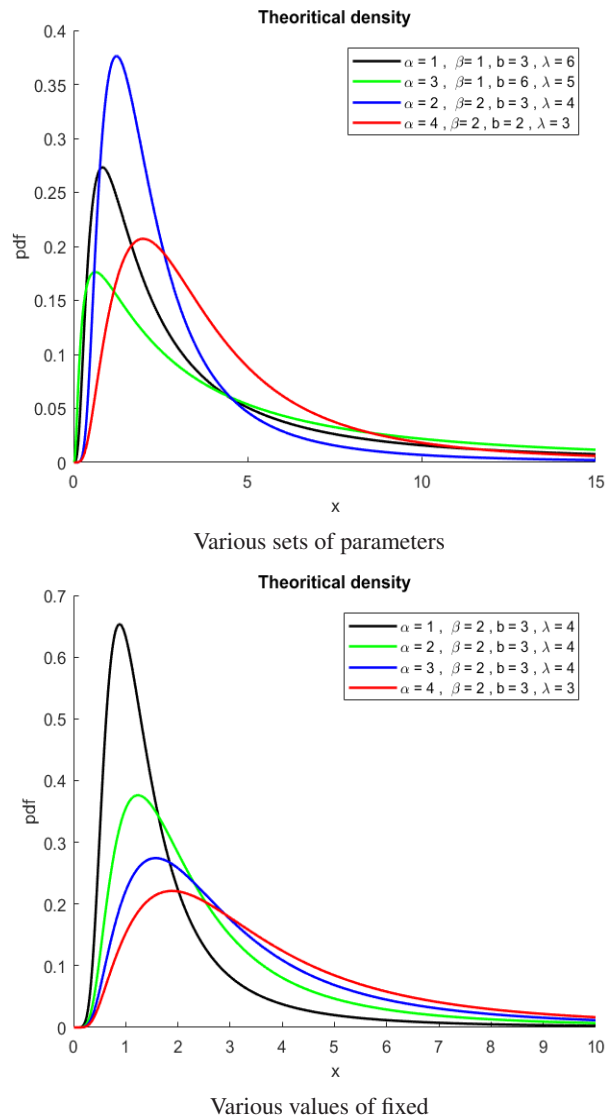 Theoritical density
0.4
0.35
0.3
0.25
0.2
0.15
0.1
0.05
0
pdf
α = 1 , β= 1 , b = 3 , λ = 6
α = 3 , β= 1 , b = 6 , λ = 5
α = 2 , β= 2 , b = 3 , λ = 4
α = 4 , β= 2 , b = 2 , λ = 3
0 5 10 15
x
Various sets of parameters
Theoritical density
0.7
0.6
0.5
0.4
0.3
0.2
0.1
0
pdf
α = 1 , β = 2 , b = 3 , λ = 4
α = 2 , β = 2 , b = 3 , λ = 4
α = 3 , β = 2 , b = 3 , λ = 4
α = 4 , β = 2 , b = 3 , λ = 3
0 1 2 3 4 5 6 7 8 9 10
x
Various values of fixed